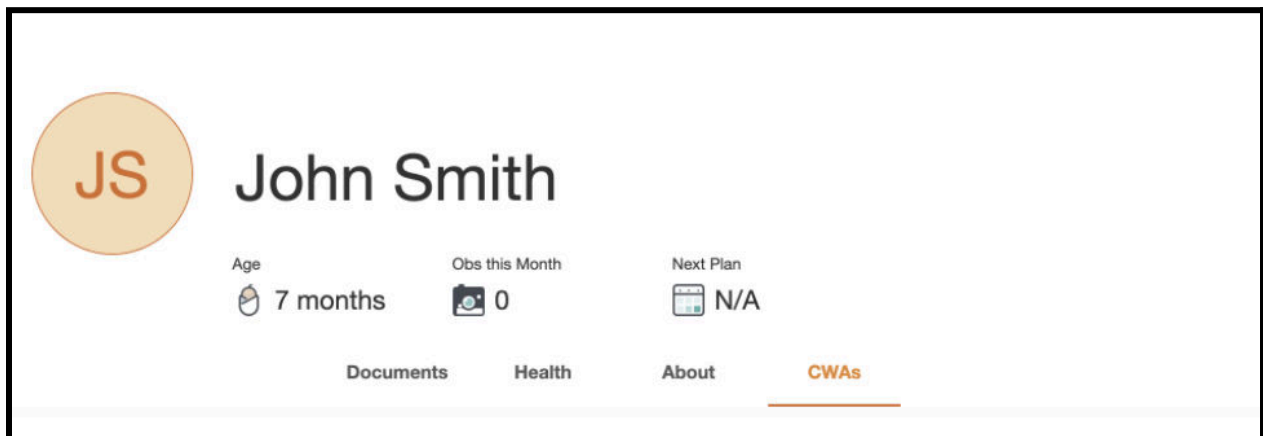 JS
John Smith
Age Obs this Month Next Plan
7 months 0 N/A
Documents Health About CWAs